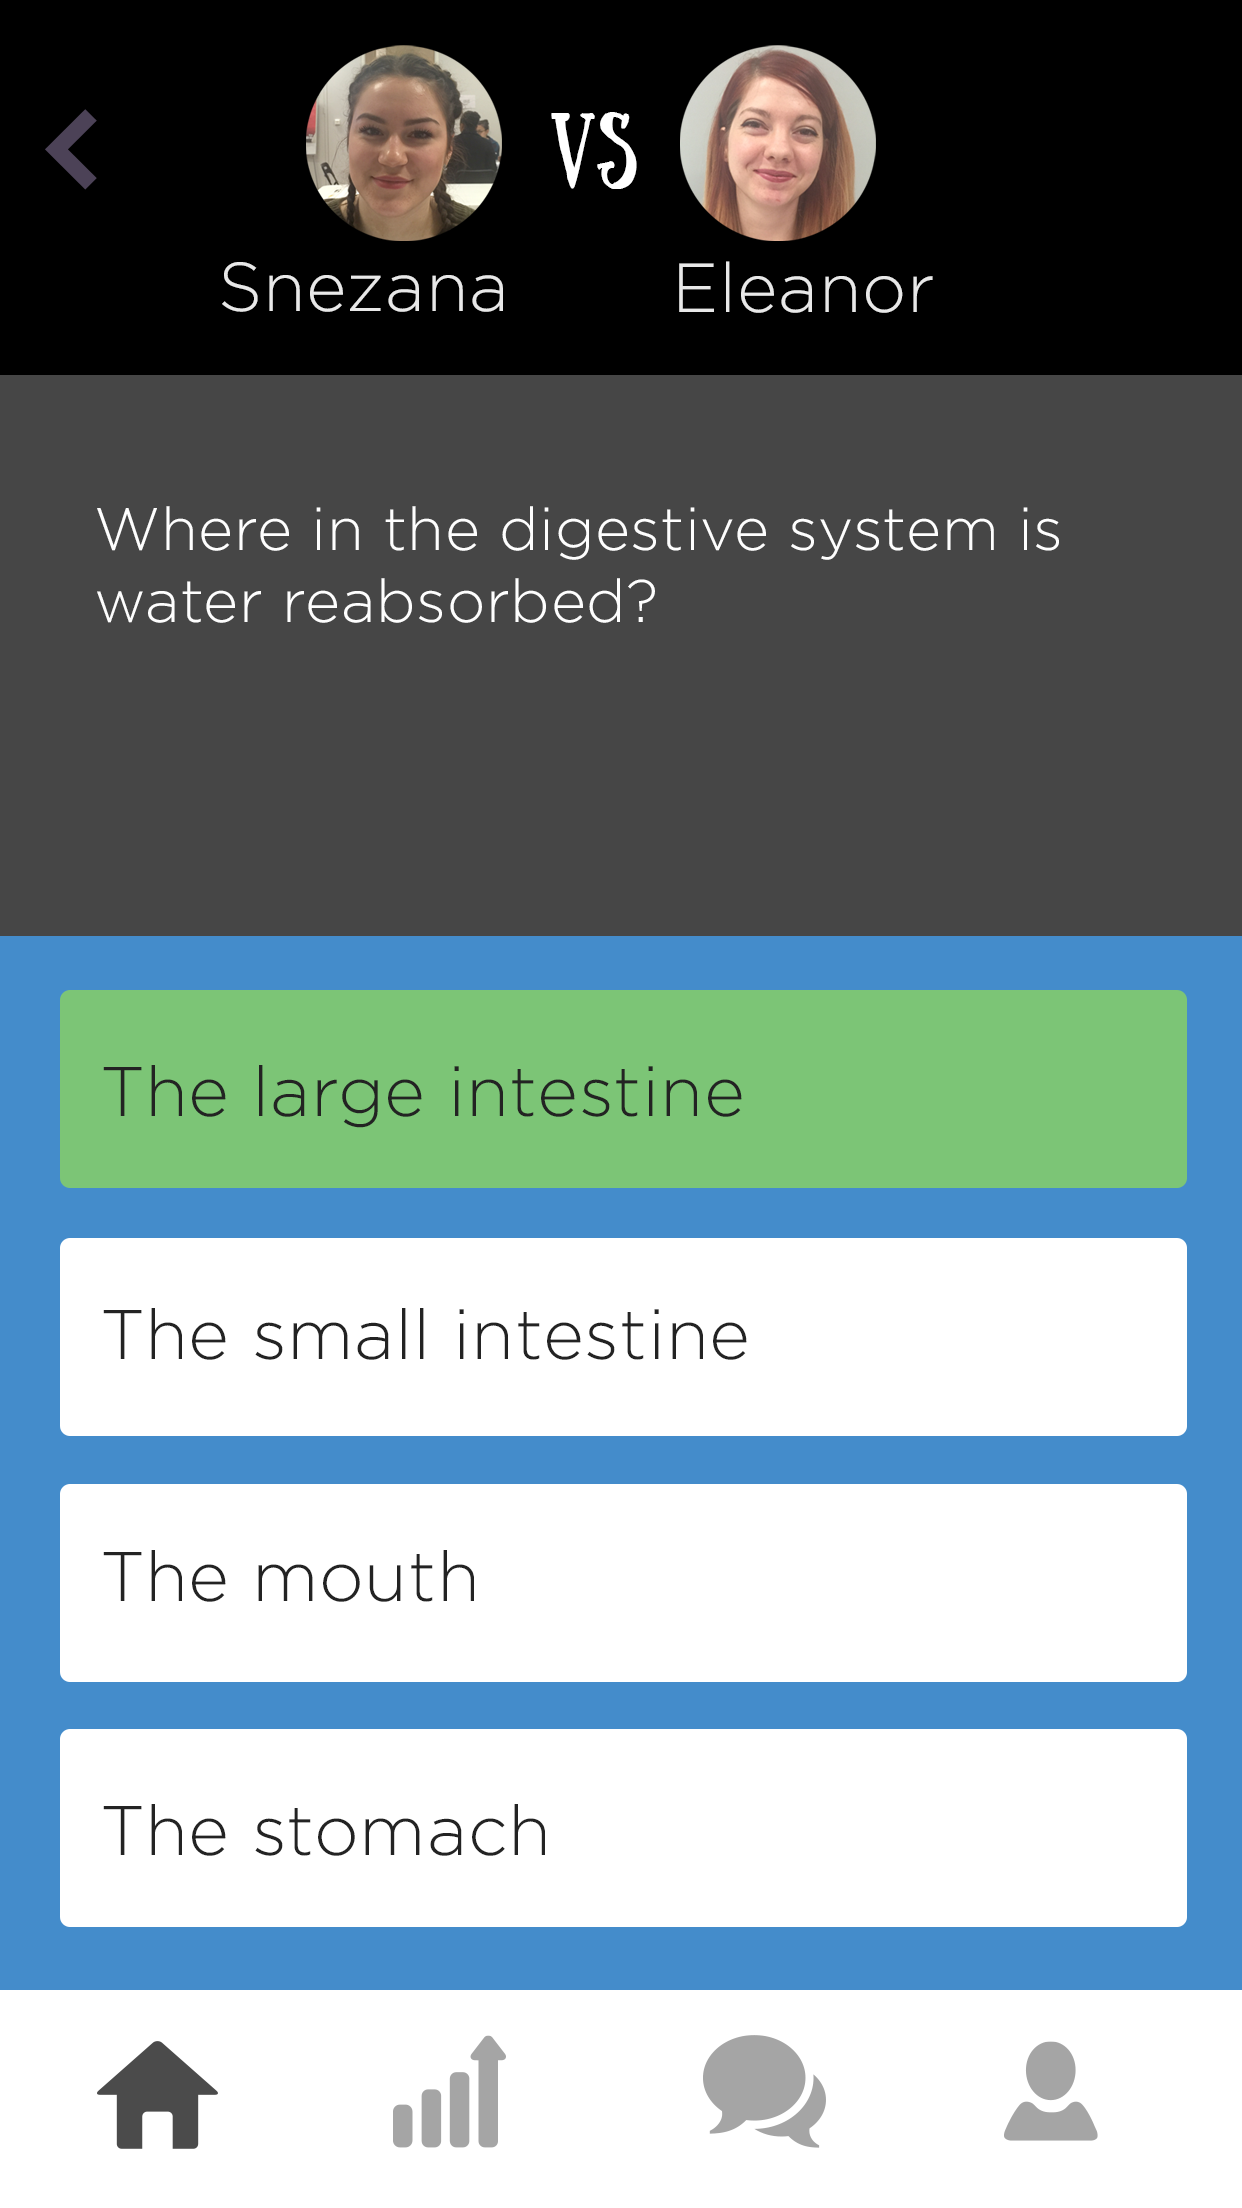 VS
Snezana
Eleanor
Where in the digestive system is
water reabsorbed?
The large intestine
The small intestine
The mouth
The stomach